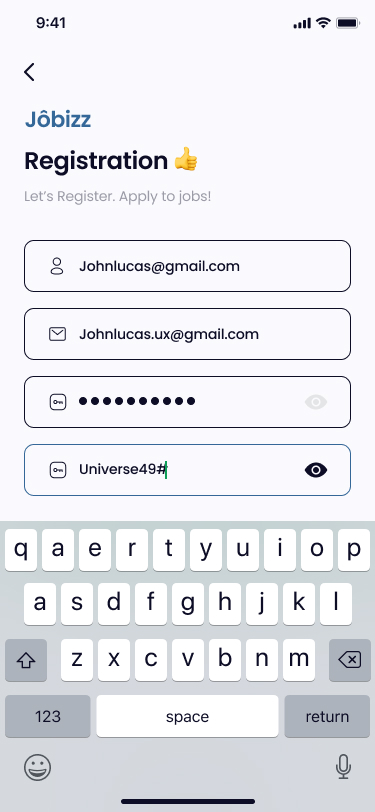 9:41
Jôbizz
Registration 👍
Let's Register. Apply to jobs!
Johnlucas@gmail.com
Johnlucas.ux@gmail.com
●●●●●●●●●●
Universe49#
q a e r t y u i o p
a s d f g h j k l
z x c v b n m
123 space return